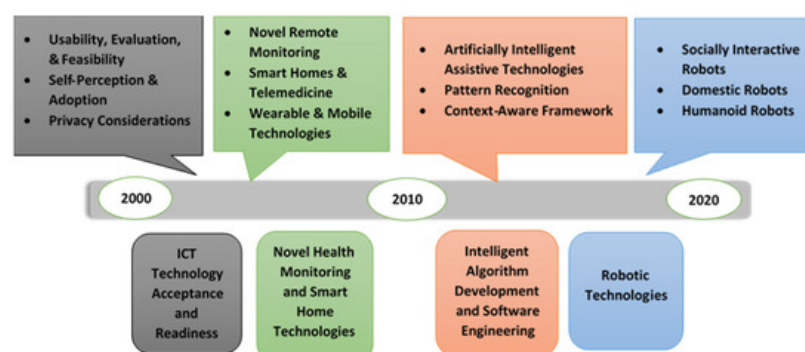 • Usability, Evaluation,
& Feasibility
• Self-Perception &
Adoption
• Privacy Considerations
• Novel Remote
Monitoring
• Smart Homes &
Telemedicine
• Wearable & Mobile
Technologies
• Artificially Intelligent
Assistive Technologies
• Pattern Recognition
• Context-Aware Framework
• Socially Interactive
Robots
• Domestic Robots
• Humanoid Robots
2000
2010
2020
ICT
Technology
Acceptance
and
Readiness
Novel Health
Monitoring
and Smart
Home
Technologies
Intelligent
Algorithm
Development
and Software
Engineering
Robotic
Technologies